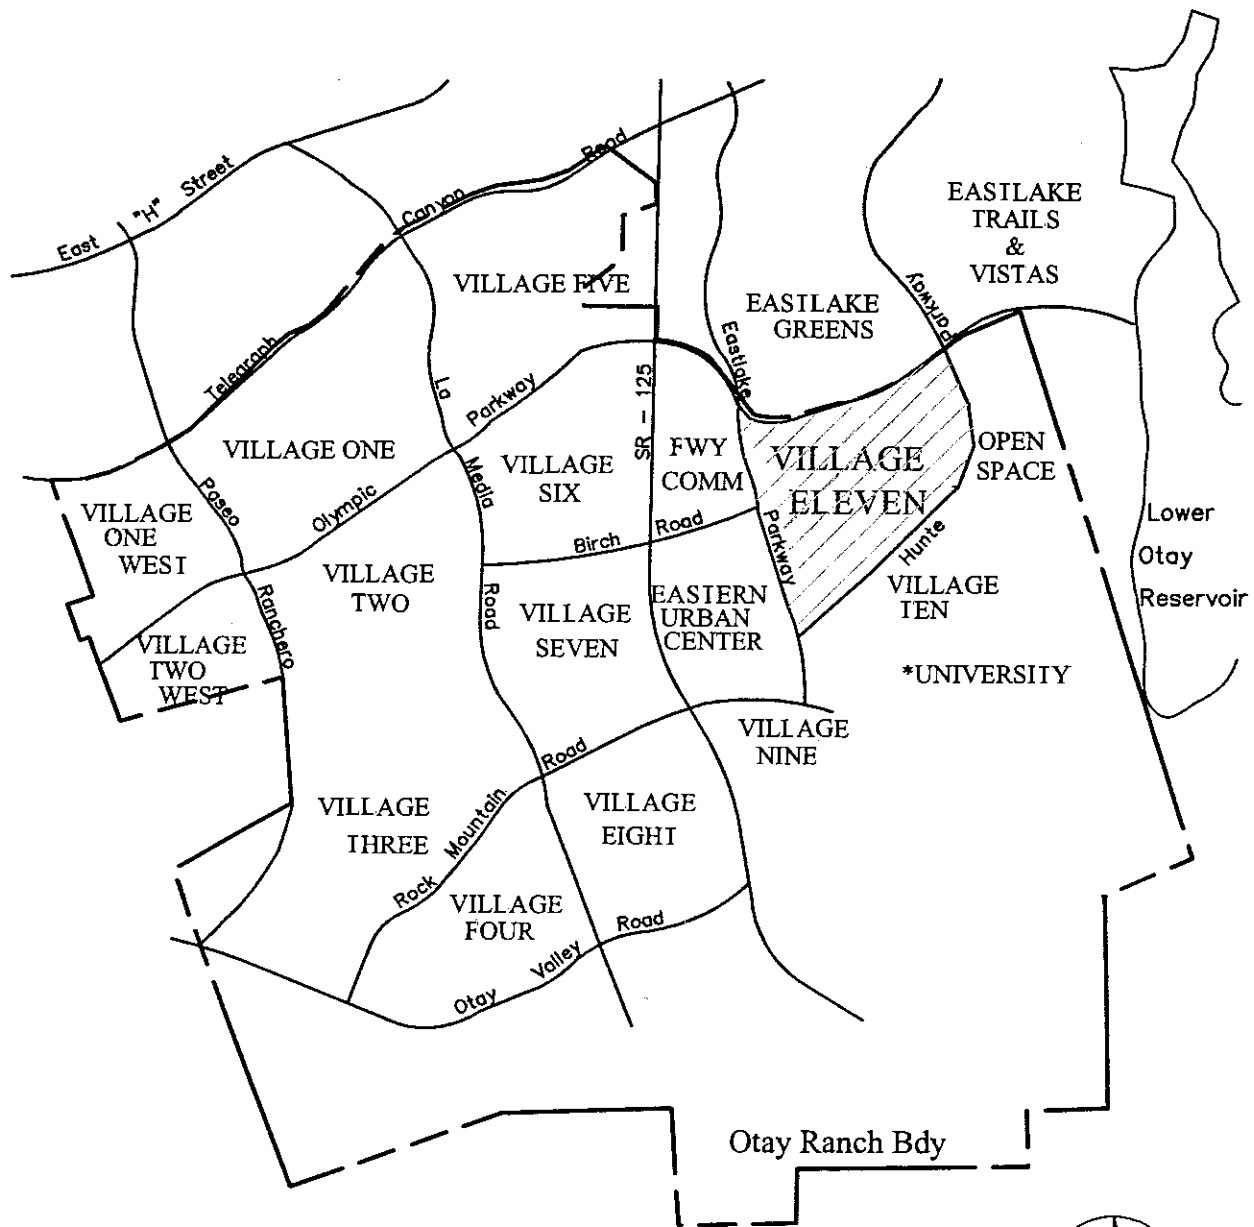 East "H" Street
Telegraph Canyon Road
EASTLAKE
TRAILS
&
VISTAS
VILLAGE FIVE
EASTLAKE
GREENS
Parkway
Eastlake
La
Parkway
SR - 125
VILLAGE ONE
VILLAGE
SIX
FWY
COMM
VILLAGE
ELEVEN
OPEN
SPACE
Media
Paseo
Olympic
VILLAGE
ONE
WEST
Birch Road
Parkway
Hunte
Lower
Otay
Reservoir
VILLAGE
TWO
Ranchero
Road
VILLAGE
SEVEN
EASTERN
URBAN
CENTER
VILLAGE
TEN
VILLAGE
TWO
WEST
*UNIVERSITY
VILLAGE
NINE
Rock Mountain Road
VILLAGE
THREE
VILLAGE
EIGHT
VILLAGE
FOUR
Otay Valley Road
Otay Ranch Bdy